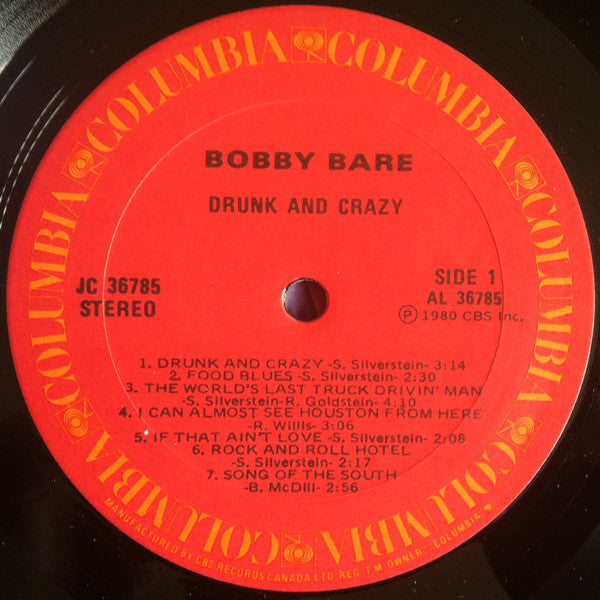 COLUMBIA COLUMBIA COLUMBIA COLUMBIA COLUMBIA COLUMBIA
BOBBY BARE
DRUNK AND CRAZY
JC 36785
STEREO
SIDE 1
AL 36785
Ⓟ 1980 CBS Inc.
1. DRUNK AND CRAZY -S. Silverstein- 3:14
2. FOOD BLUES -S. Silverstein- 2:30
3. THE WORLD'S LAST TRUCK DRIVIN' MAN
-S. Silverstein-R. Goldstein- 4:10
4. I CAN ALMOST SEE HOUSTON FROM HERE
-R. Willis- 3:06
5. IF THAT AIN'T LOVE -S. Silverstein- 2:08
6. ROCK AND ROLL HOTEL
-S. Silverstein- 2:17
7. SONG OF THE SOUTH
-B. McDill- 2:56
MANUFACTURED BY CBS RECORDS CANADA LTD. REG. T.M. OWNER-COLUMBIA